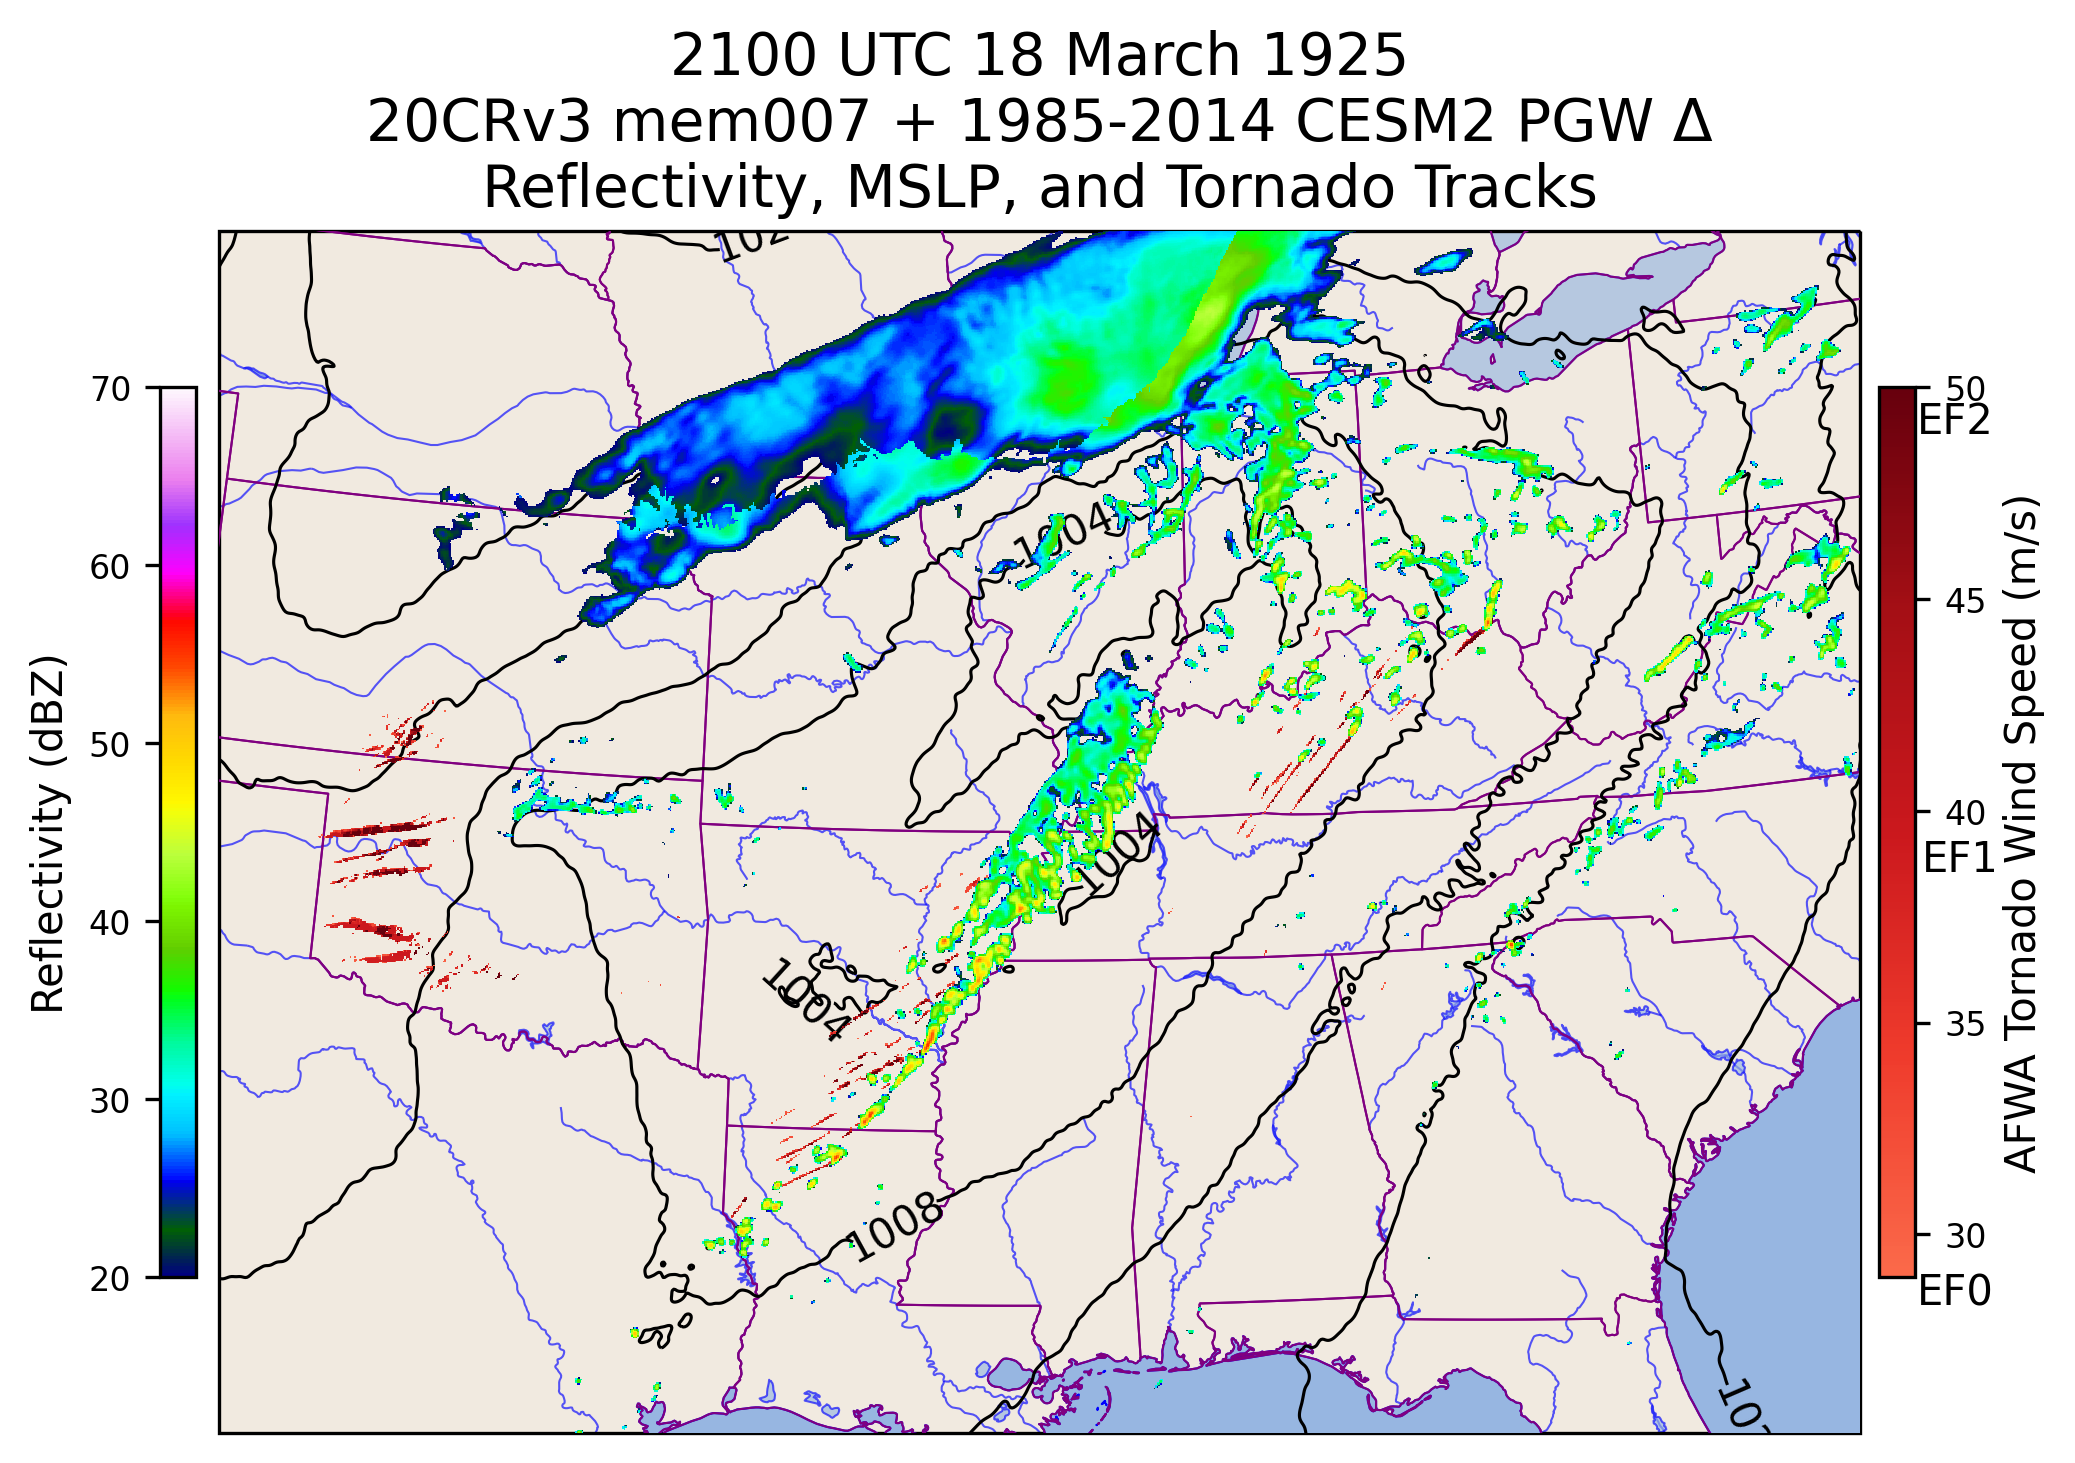 2100 UTC 18 March 1925
20CRv3 mem007 + 1985-2014 CESM2 PGW Δ
Reflectivity, MSLP, and Tornado Tracks
70
60
50
40
30
20
Reflectivity (dBZ)
102
1004
1004
1004
1008
102
50
EF2
45
40
EF1
35
30
EF0
AFWA Tornado Wind Speed (m/s)